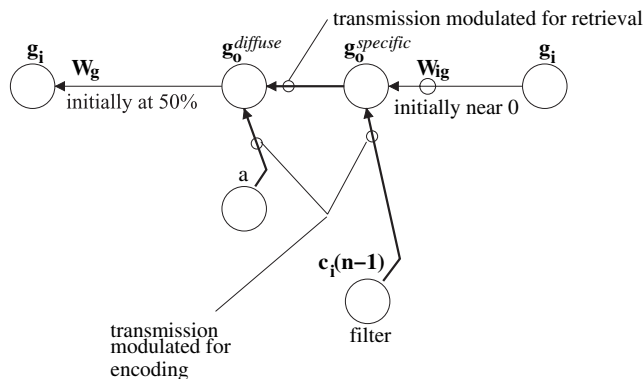 transmission modulated for retrieval
g_i
W_g
g_o^diffuse
g_o^specific
W_ig
g_i
initially at 50%
initially near 0
a
c_i(n−1)
filter
transmission
modulated for
encoding